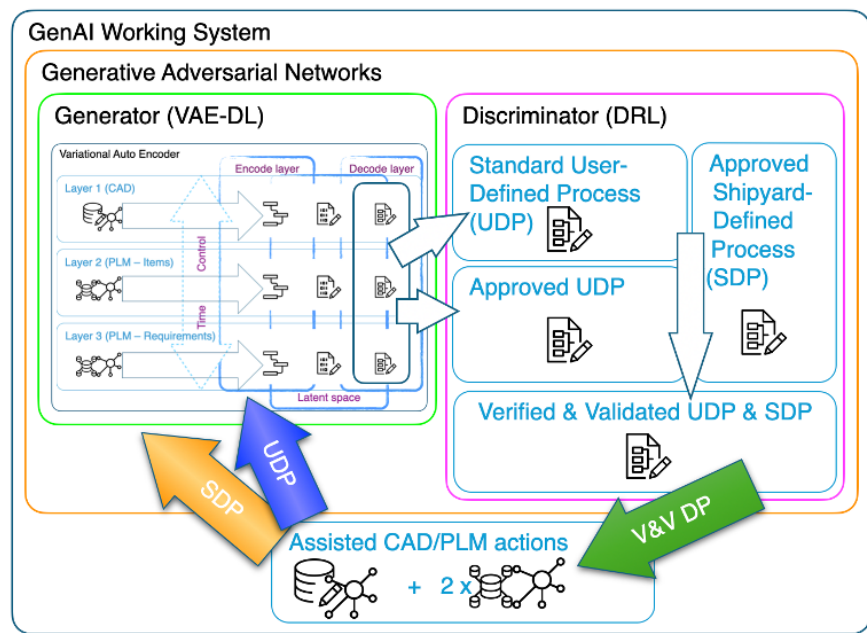 GenAI Working System
Generative Adversarial Networks
Generator (VAE-DL)
Variational Auto Encoder
Encode layer
Decode layer
Layer 1 (CAD)
Control
Layer 2 (PLM – Items)
Time
Layer 3 (PLM – Requirements)
Latent space
Discriminator (DRL)
Standard User-
Defined Process
(UDP)
Approved
Shipyard-
Defined
Process
(SDP)
Approved UDP
Verified & Validated UDP & SDP
SDP
UDP
V&V DP
Assisted CAD/PLM actions
+ 2 x